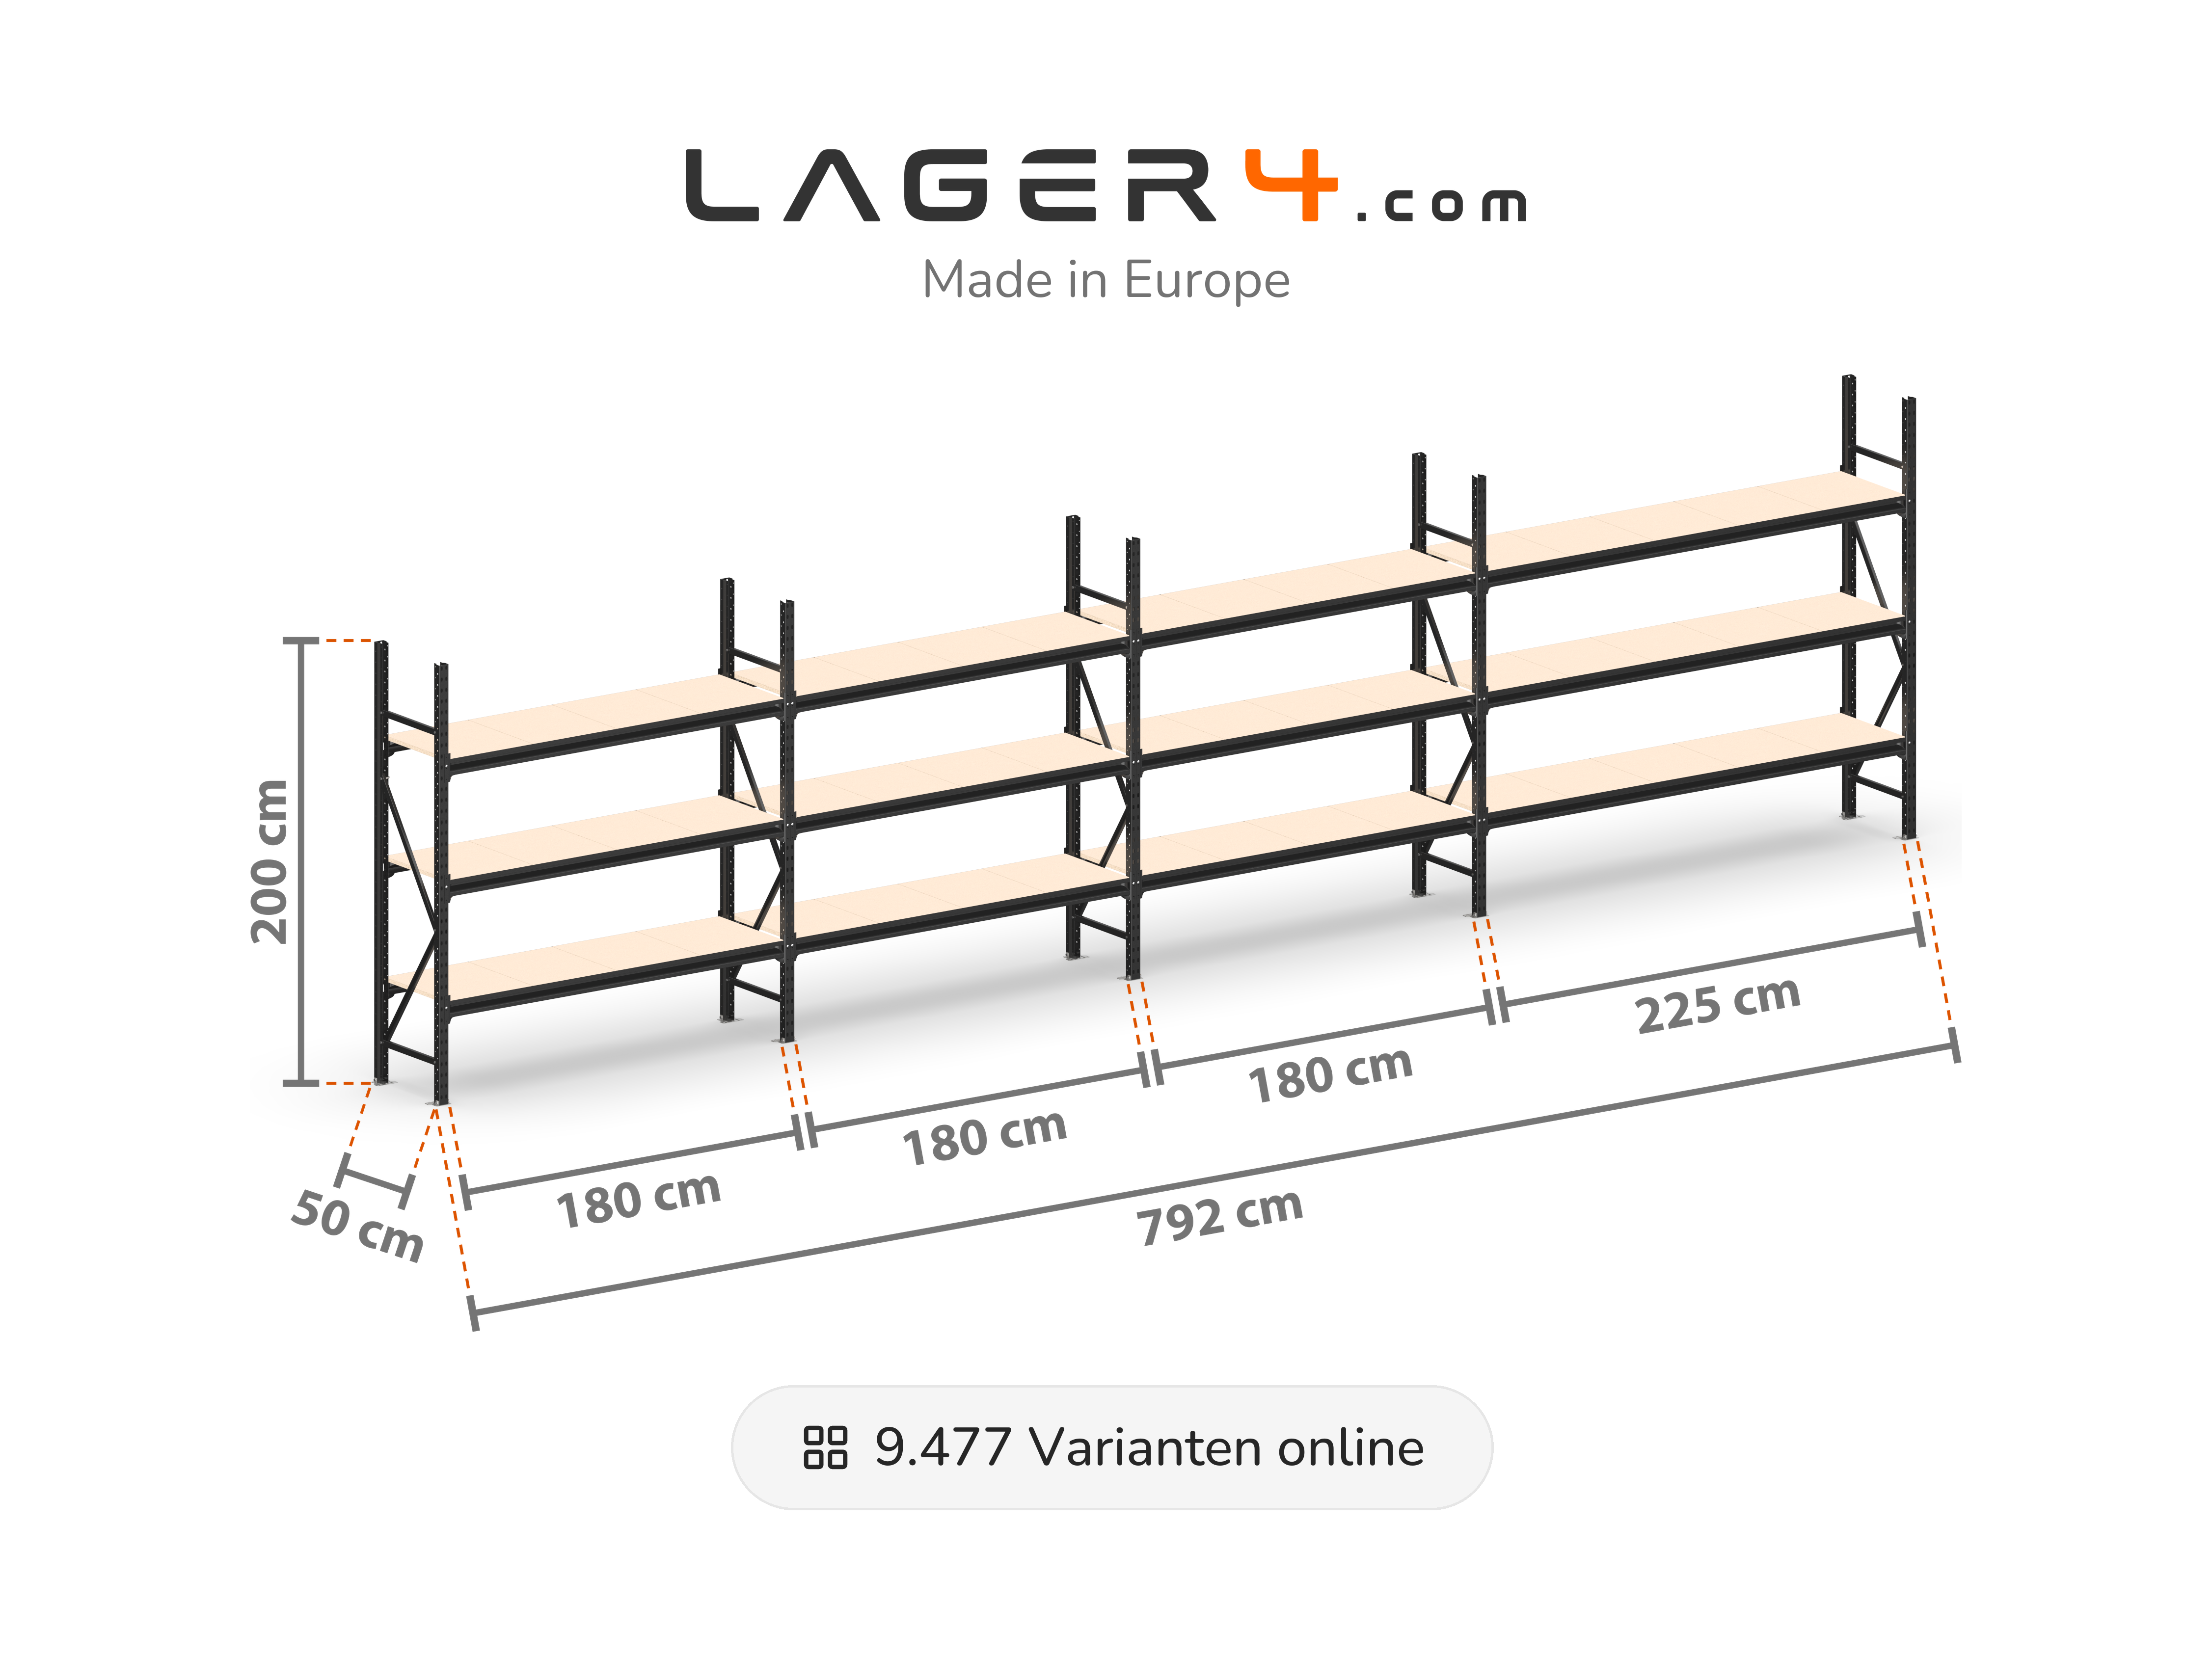 LAGER4.com
Made in Europe
200 cm
50 cm
180 cm
180 cm
180 cm
225 cm
792 cm
9.477 Varianten online